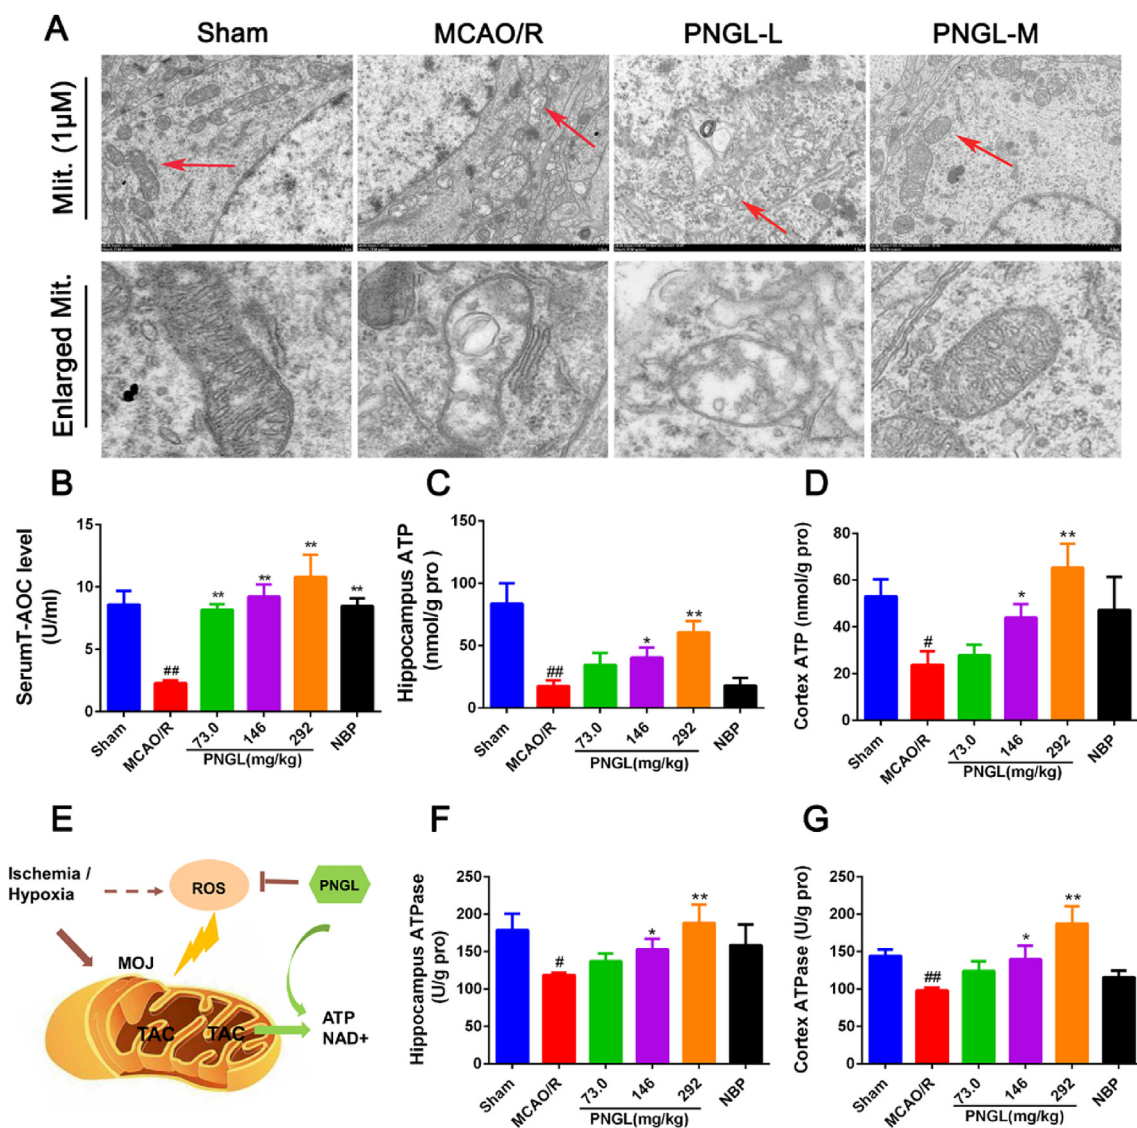 A
Sham
MCAO/R
PNGL-L
PNGL-M
Mlit. (1μM)
Enlarged Mit.
B
SerumT-AOC level
(U/ml)
15
10
5
0
##
**
**
**
**
Sham
MCAO/R
73.0
146
292
NBP
PNGL(mg/kg)
C
Hippocampus ATP
(nmol/g pro )
150
100
50
0
##
*
**
Sham
MCAO/R
73.0
146
292
NBP
PNGL(mg/kg)
D
Cortex ATP (nmol/g pro)
80
60
40
20
0
#
*
**
Sham
MCAO/R
73.0
146
292
NBP
PNGL(mg/kg)
E
Ischemia /
Hypoxia
ROS
PNGL
MOJ
TAC
TAC
ATP
NAD+
F
Hippocampus ATPase
(U/g pro)
250
200
150
100
50
0
#
*
**
Sham
MCAO/R
73.0
146
292
NBP
PNGL(mg/kg)
G
Cortex ATPase (U/g pro)
250
200
150
100
50
0
##
*
**
Sham
MCAO/R
73.0
146
292
NBP
PNGL(mg/kg)